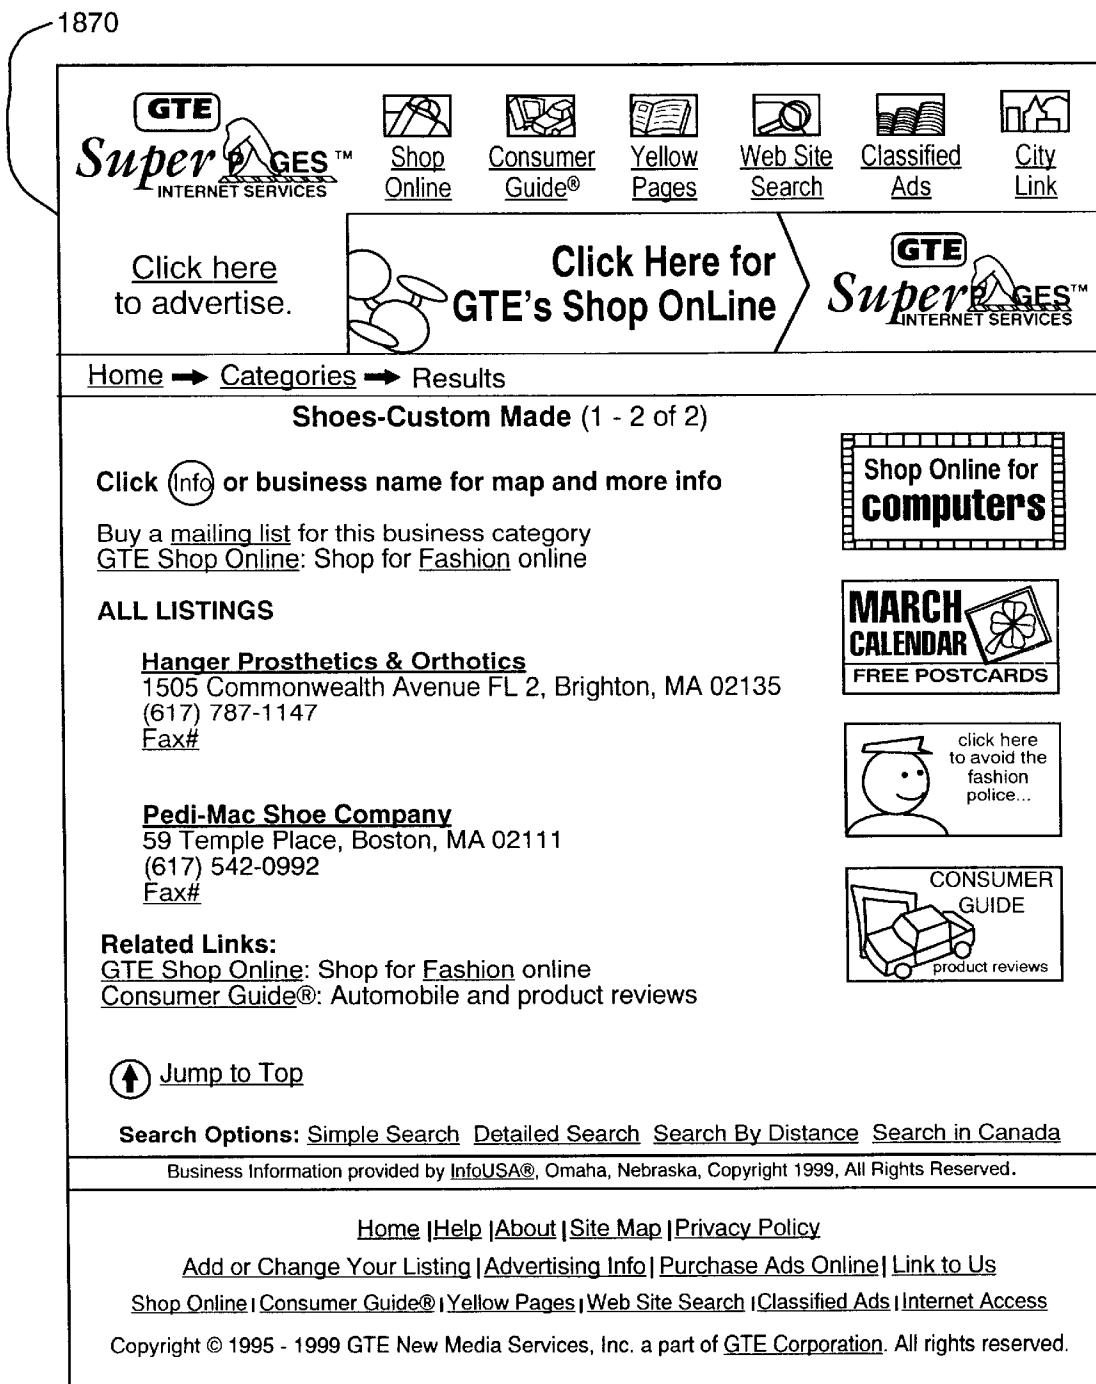 1870
GTE
Super PAGES™
INTERNET SERVICES
Shop Online
Consumer Guide®
Yellow Pages
Web Site Search
Classified Ads
City Link
Click here
to advertise.
Click Here for
GTE's Shop OnLine
GTE
Super PAGES™
INTERNET SERVICES
Home → Categories → Results
Shoes-Custom Made (1 - 2 of 2)
Click Info or business name for map and more info
Buy a mailing list for this business category
GTE Shop Online: Shop for Fashion online
ALL LISTINGS
Hanger Prosthetics & Orthotics
1505 Commonwealth Avenue FL 2, Brighton, MA 02135
(617) 787-1147
Fax#
Pedi-Mac Shoe Company
59 Temple Place, Boston, MA 02111
(617) 542-0992
Fax#
Related Links:
GTE Shop Online: Shop for Fashion online
Consumer Guide®: Automobile and product reviews
Shop Online for
computers
MARCH
CALENDAR
FREE POSTCARDS
click here
to avoid the
fashion
police...
CONSUMER
GUIDE
product reviews
Jump to Top
Search Options: Simple Search Detailed Search Search By Distance Search in Canada
Business Information provided by InfoUSA®, Omaha, Nebraska, Copyright 1999, All Rights Reserved.
Home |Help |About |Site Map |Privacy Policy
Add or Change Your Listing |Advertising Info| Purchase Ads Online| Link to Us
Shop Online | Consumer Guide® | Yellow Pages | Web Site Search | Classified Ads | Internet Access
Copyright © 1995 - 1999 GTE New Media Services, Inc. a part of GTE Corporation. All rights reserved.